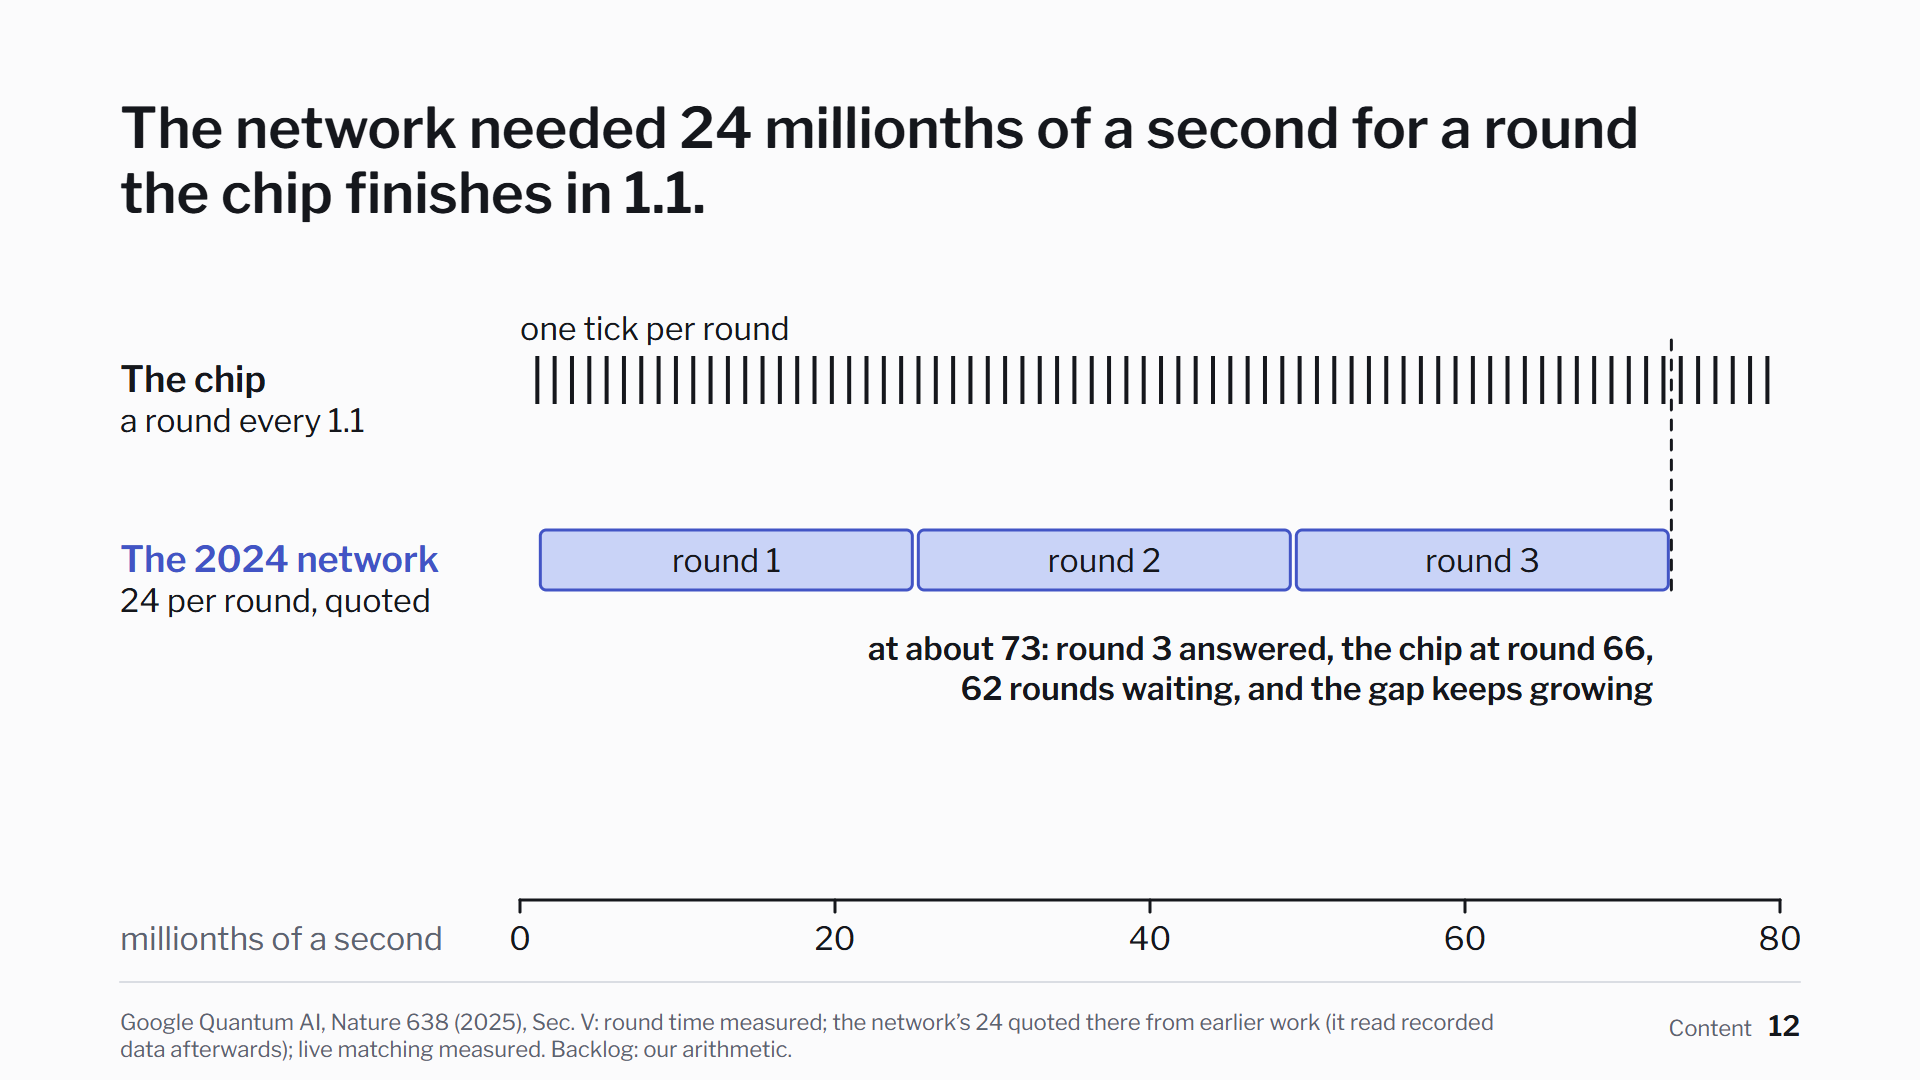 The network needed 24 millionths of a second for a round
the chip finishes in 1.1.
one tick per round
The chip
a round every 1.1
The 2024 network
24 per round, quoted
round 1
round 2
round 3
at about 73: round 3 answered, the chip at round 66,
62 rounds waiting, and the gap keeps growing
millionths of a second
0
20
40
60
80
Google Quantum AI, Nature 638 (2025), Sec. V: round time measured; the network’s 24 quoted there from earlier work (it read recorded
data afterwards); live matching measured. Backlog: our arithmetic.
Content 12